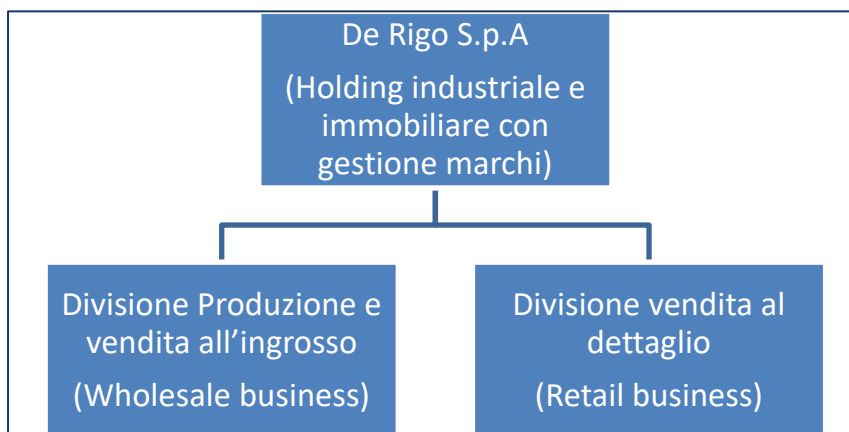 De Rigo S.p.A
(Holding industriale e
immobiliare con
gestione marchi)
Divisione Produzione e
vendita all’ingrosso
(Wholesale business)
Divisione vendita al
dettaglio
(Retail business)